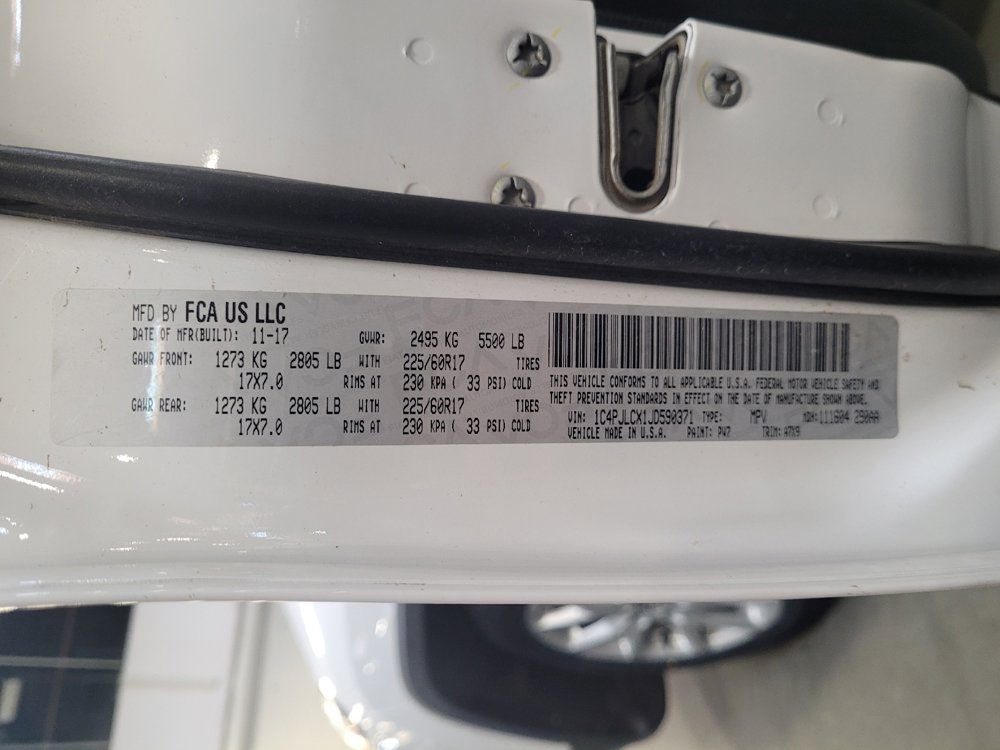 MFD BY FCA US LLC
DATE OF MFR(BUILT): 11-17 GVWR: 2495 KG 5500 LB
GAWR FRONT: 1273 KG 2805 LB WITH 225/60R17 TIRES
17X7.0 RIMS AT 230 KPA ( 33 PSI) COLD
GAWR REAR: 1273 KG 2805 LB WITH 225/60R17 TIRES
17X7.0 RIMS AT 230 KPA ( 33 PSI) COLD
THIS VEHICLE CONFORMS TO ALL APPLICABLE U.S.A. FEDERAL MOTOR VEHICLE SAFETY AND
THEFT PREVENTION STANDARDS IN EFFECT ON THE DATE OF MANUFACTURE SHOWN ABOVE.
VIN: 1C4PJLCX1JD590371 TYPE: MPV MDH: 111604
VEHICLE MADE IN U.S.A. PAINT: PW7 TRIM: A7X9